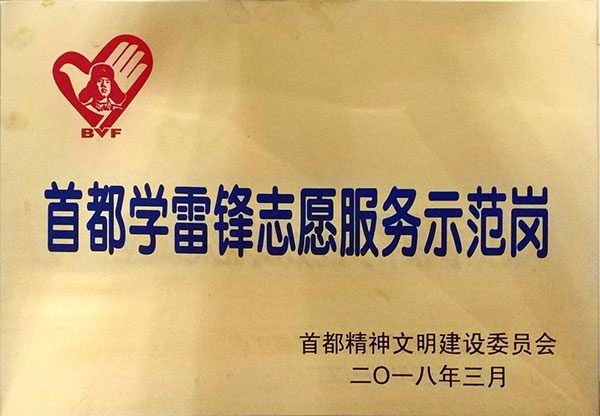 BVF
首都学雷锋志愿服务示范岗
首都精神文明建设委员会
二〇一八年三月